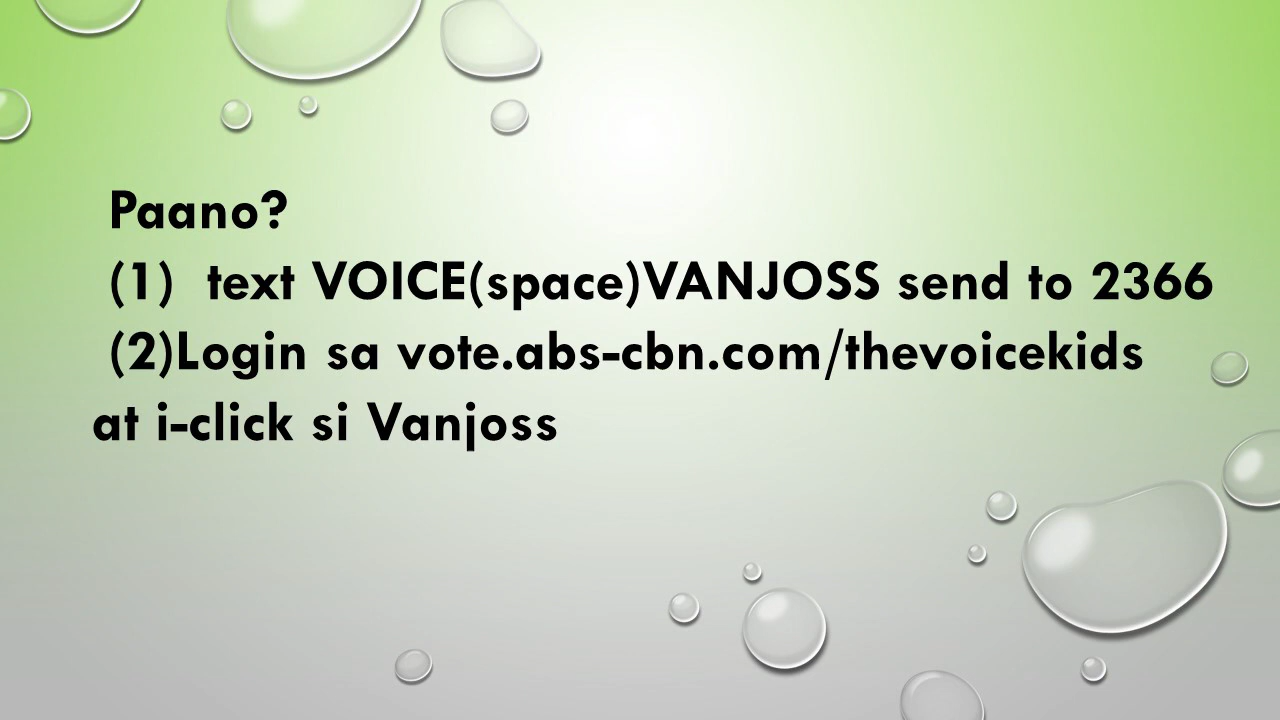 Paano?
(1)  text VOICE(space)VANJOSS send to 2366
(2)Login sa vote.abs-cbn.com/thevoicekids
at i-click si Vanjoss